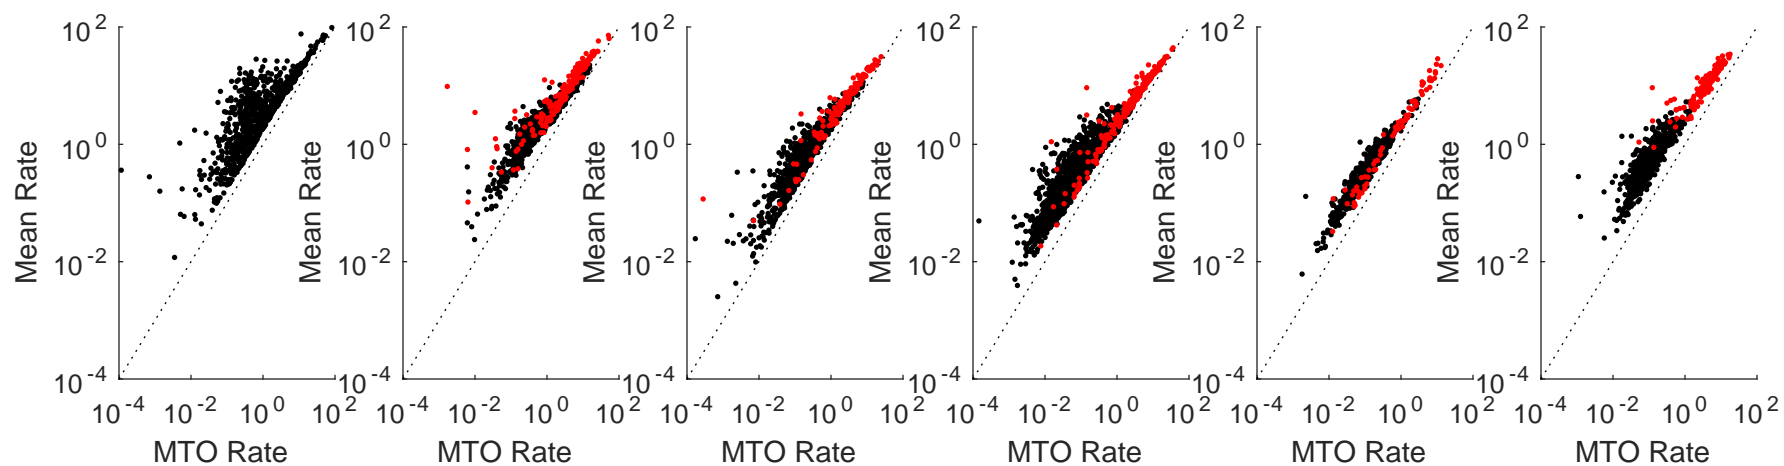 10^2 10^2 10^2 10^2 10^2 10^2
10^0 10^0 10^0 10^0 10^0 10^0
10^-2 10^-2 10^-2 10^-2 10^-2 10^-2
10^-4 10^-4 10^-4 10^-4 10^-4 10^-4
Mean Rate Mean Rate Mean Rate Mean Rate Mean Rate Mean Rate
10^-4 10^-2 10^0 10^2 10^-4 10^-2 10^0 10^2 10^-4 10^-2 10^0 10^2 10^-4 10^-2 10^0 10^2 10^-4 10^-2 10^0 10^2 10^-4 10^-2 10^0 10^2
MTO Rate MTO Rate MTO Rate MTO Rate MTO Rate MTO Rate